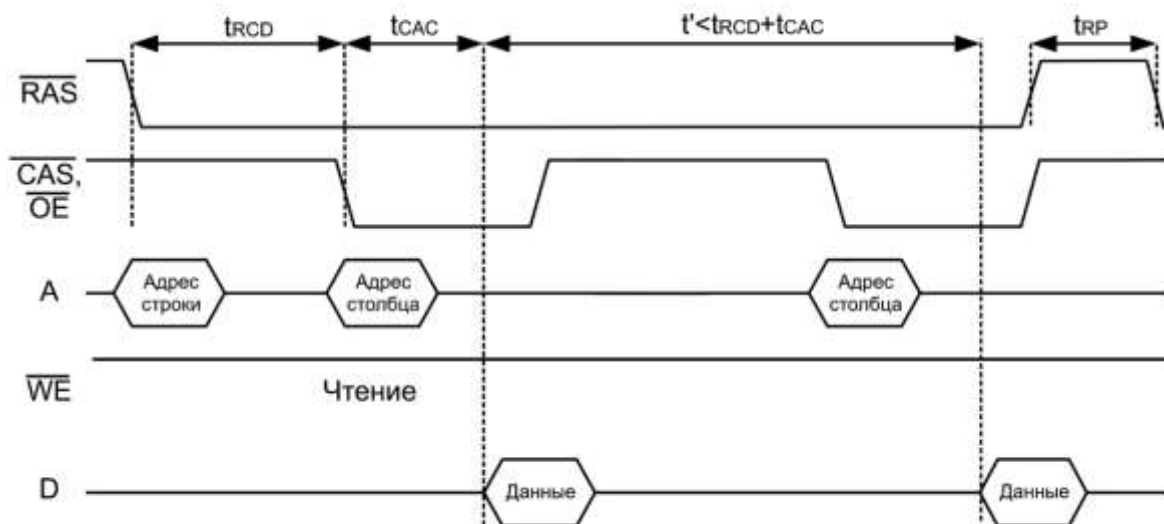 tRCD
tCAC
t'<tRCD+tCAC
tRP
RAS
CAS,
OE
A
Адрес
строки
Адрес
столбца
Адрес
столбца
WE
Чтение
D
Данные
Данные